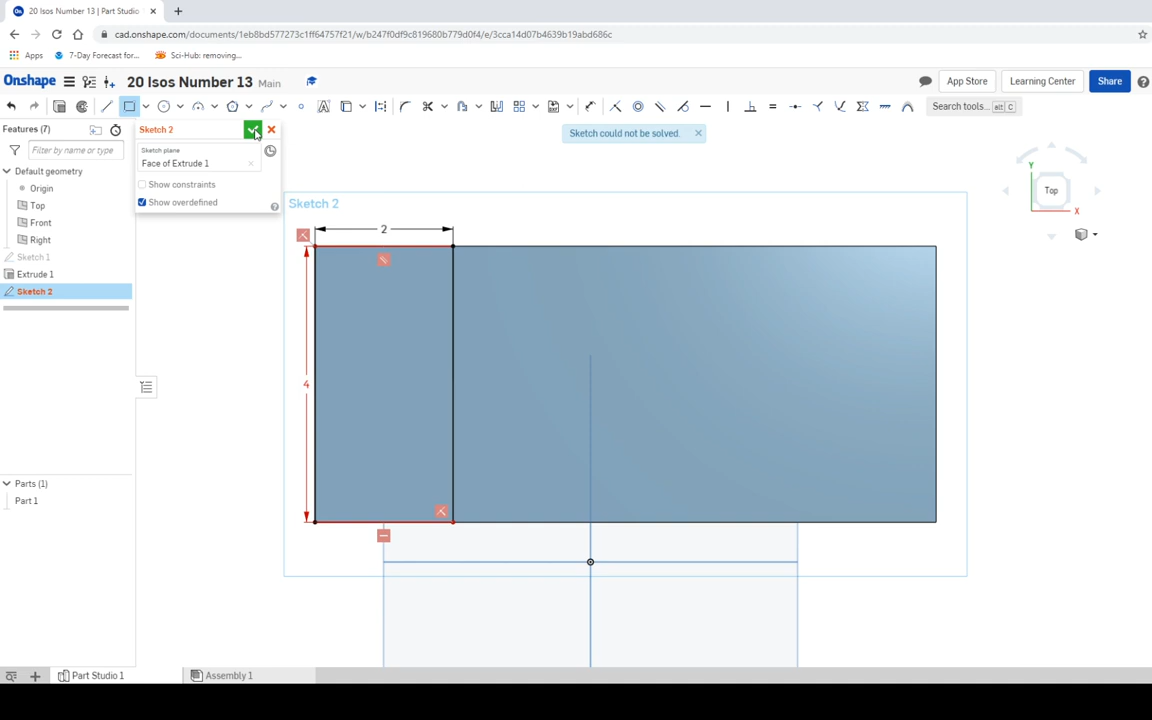 On 20 Isos Number 13 | Part Studio
cad.onshape.com/documents/1eb8bd577273c1ff64757f21/w/b247f0df9c819680b779d0f4/e/3cca14d07b4639b19abd686c
Apps
7-Day Forecast for...
Sci-Hub: removing...
Onshape
20 Isos Number 13
Main
App Store
Learning Center
Share
Search tools...
alt C
Features (7)
Filter by name or type
Default geometry
Origin
Top
Front
Right
Sketch 1
Extrude 1
Sketch 2
Parts (1)
Part 1
Sketch 2
Sketch plane
Face of Extrude 1
Show constraints
Show overdefined
Sketch could not be solved.
Sketch 2
2
4
Y
Top
X
Part Studio 1
Assembly 1